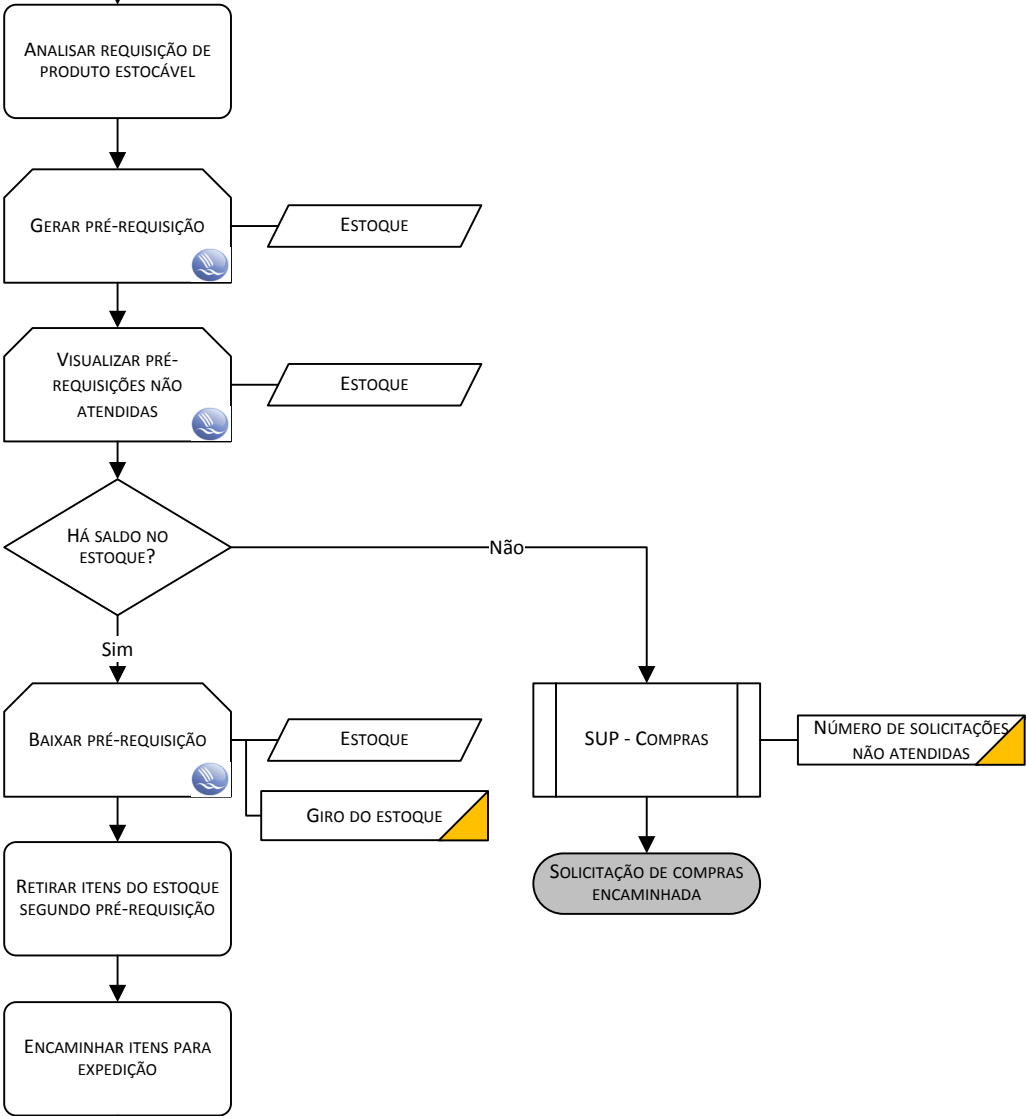 ANALISAR REQUISIÇÃO DE
PRODUTO ESTOCÁVEL
GERAR PRÉ-REQUISIÇÃO
ESTOQUE
VISUALIZAR PRÉ-
REQUISIÇÕES NÃO
ATENDIDAS
ESTOQUE
HÁ SALDO NO
ESTOQUE?
Não
Sim
BAIXAR PRÉ-REQUISIÇÃO
ESTOQUE
GIRO DO ESTOQUE
SUP - COMPRAS
NÚMERO DE SOLICITAÇÕES
NÃO ATENDIDAS
SOLICITAÇÃO DE COMPRAS
ENCAMINHADA
RETIRAR ITENS DO ESTOQUE
SEGUNDO PRÉ-REQUISIÇÃO
ENCAMINHAR ITENS PARA
EXPEDIÇÃO